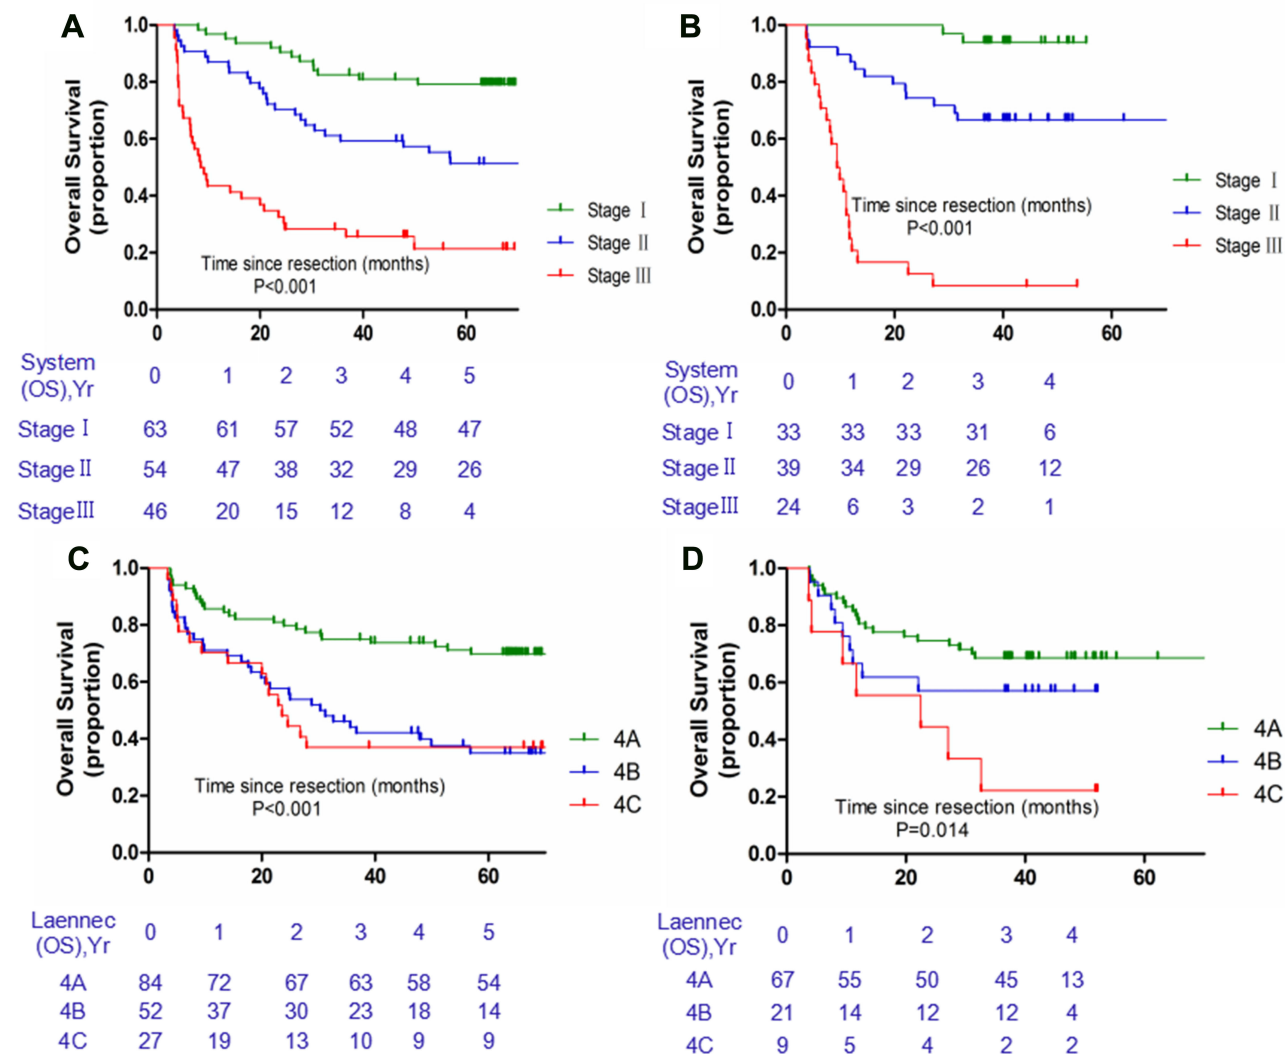 A
Overall Survival
(proportion)
1.0
0.8
0.6
0.4
0.2
0.0
0 20 40 60
Time since resection (months)
P<0.001
Stage Ⅰ
Stage Ⅱ
Stage Ⅲ
System
(OS),Yr
0 1 2 3 4 5
Stage Ⅰ 63 61 57 52 48 47
Stage Ⅱ 54 47 38 32 29 26
StageⅢ 46 20 15 12 8 4
B
Overall Survival
(proportion)
1.0
0.8
0.6
0.4
0.2
0.0
0 20 40 60
Time since resection (months)
P<0.001
Stage Ⅰ
Stage Ⅱ
Stage Ⅲ
System
(OS),Yr
0 1 2 3 4
Stage Ⅰ 33 33 33 31 6
Stage Ⅱ 39 34 29 26 12
StageⅢ 24 6 3 2 1
C
Overall Survival
(proportion)
1.0
0.8
0.6
0.4
0.2
0.0
0 20 40 60
Time since resection (months)
P<0.001
4A
4B
4C
Laennec
(OS),Yr
0 1 2 3 4 5
4A 84 72 67 63 58 54
4B 52 37 30 23 18 14
4C 27 19 13 10 9 9
D
Overall Survival
(proportion)
1.0
0.8
0.6
0.4
0.2
0.0
0 20 40 60
Time since resection (months)
P=0.014
4A
4B
4C
Laennec
(OS),Yr
0 1 2 3 4
4A 67 55 50 45 13
4B 21 14 12 12 4
4C 9 5 4 2 2